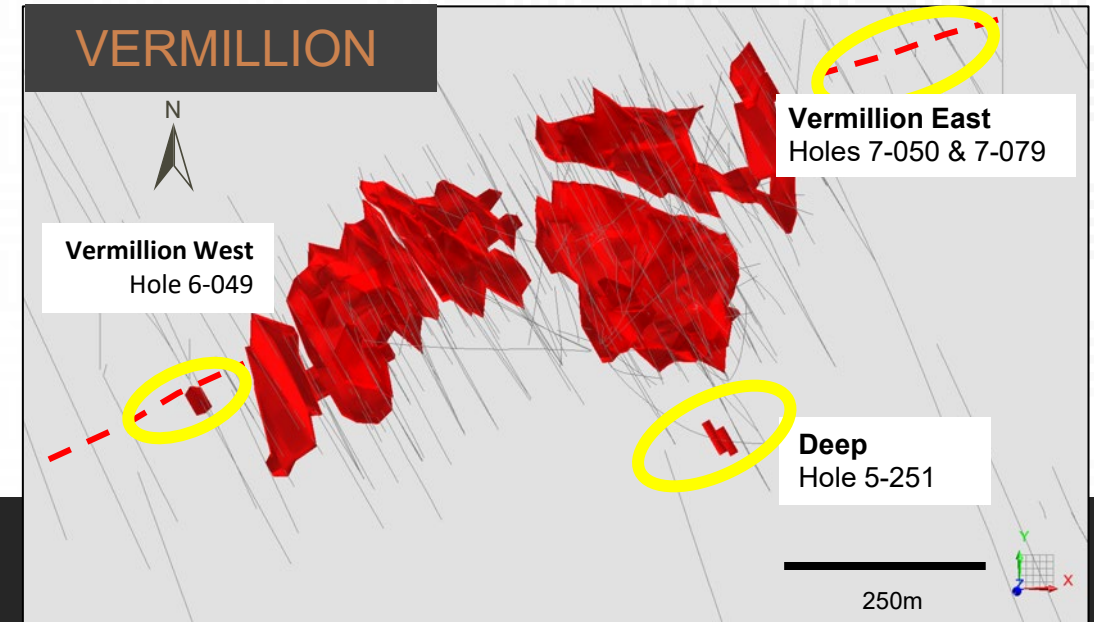 VERMILLION
N
Vermillion East
Holes 7-050 & 7-079
Vermillion West
Hole 6-049
Deep
Hole 5-251
250m
Y
Z
X